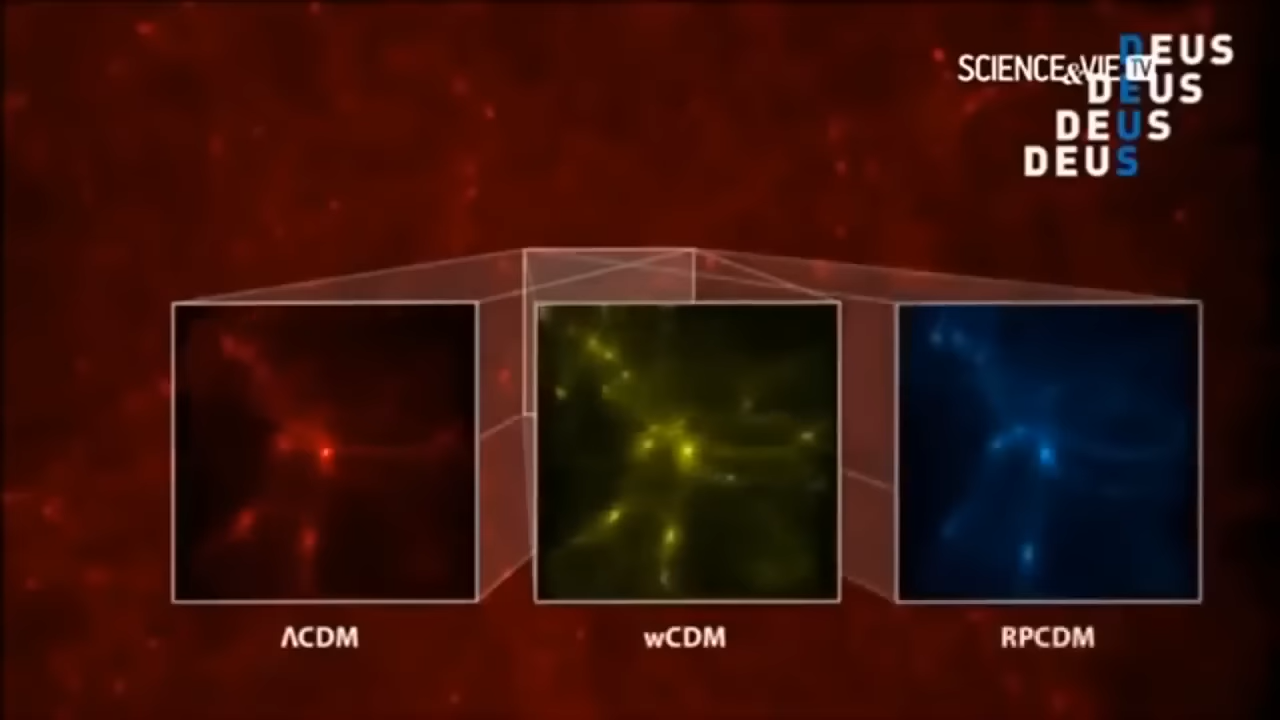 DEUS
SCIENCE&VIE TV
DEUS
DEUS
DEUS
ΛCDM
wCDM
RPCDM